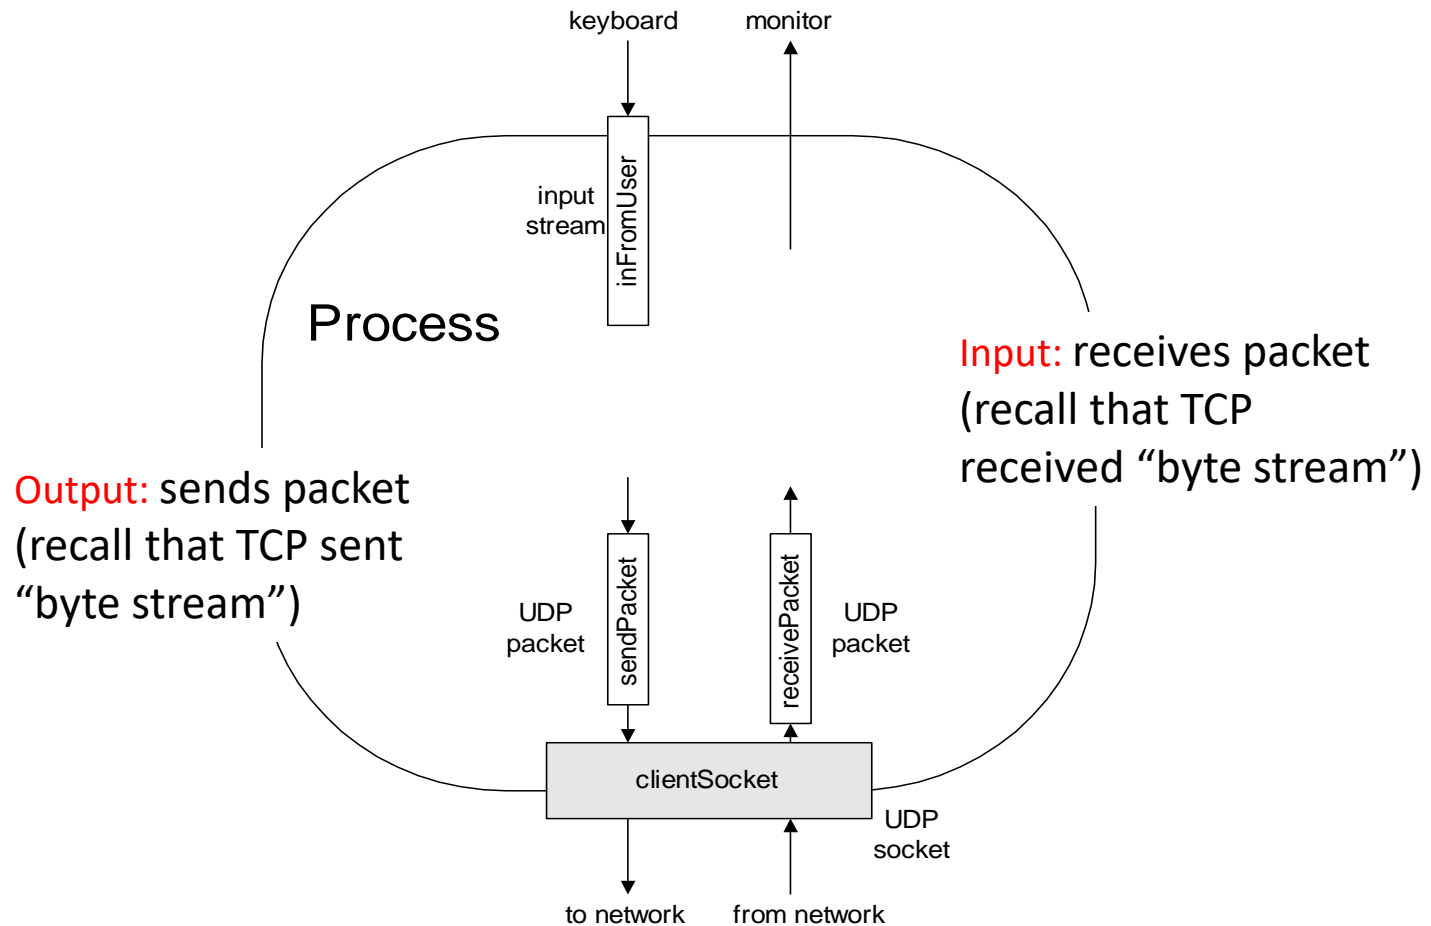 keyboard
monitor
input
stream
inFromUser
Process
Input: receives packet
(recall that TCP
received “byte stream”)
Output: sends packet
(recall that TCP sent
“byte stream”)
UDP
packet
sendPacket
receivePacket
UDP
packet
clientSocket
UDP
socket
to network
from network